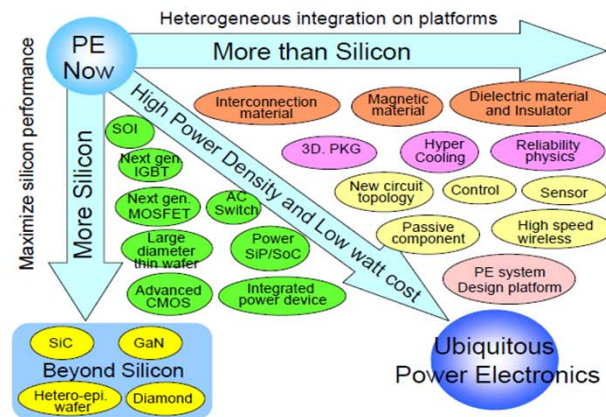 Heterogeneous integration on platforms
PE
Now
More than Silicon
Maximize silicon performance
More Silicon
High Power Density and Low watt cost
Interconnection
material
Magnetic
material
Dielectric material
and Insulator
SOI
3D. PKG
Hyper
Cooling
Reliability
physics
Next gen.
IGBT
New circuit
topology
Control
Sensor
Next gen.
MOSFET
AC
Switch
Passive
component
High speed
wireless
Large
diameter
thin wafer
Power
SiP/SoC
PE system
Design platform
Advanced
CMOS
Integrated
power device
SiC
GaN
Beyond Silicon
Hetero-epi.
wafer
Diamond
Ubiquitous
Power Electronics